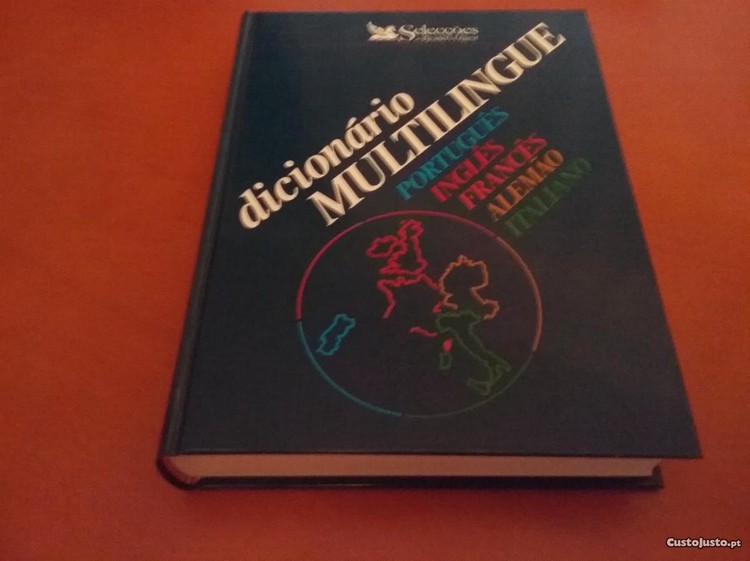 Selecções
dicionário
MULTILINGUE
PORTUGUÊS
INGLÊS
FRANCÊS
ALEMÃO
ITALIANO
CustoJusto.pt